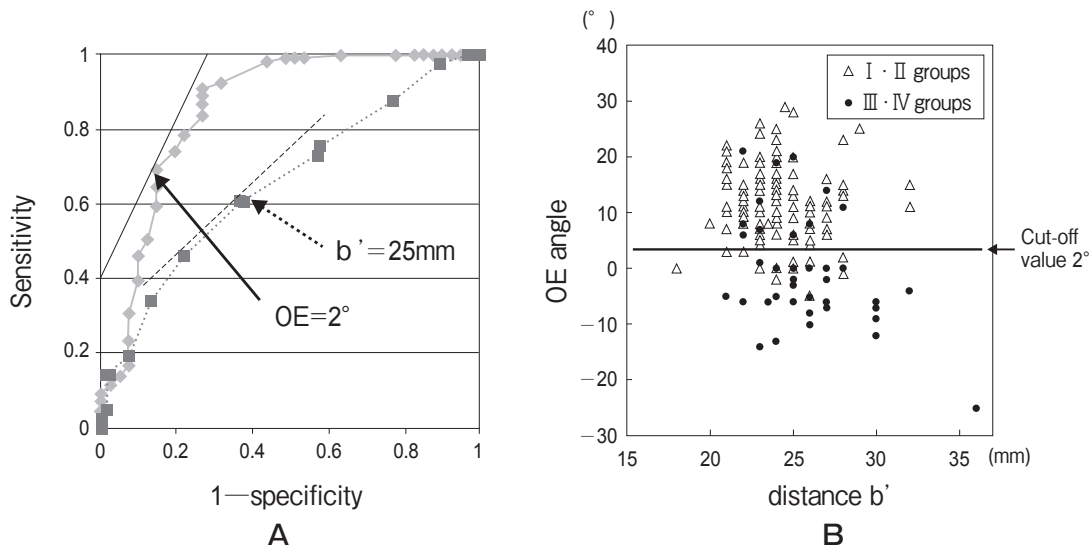 1
0.8
0.6
0.4
0.2
0
0 0.2 0.4 0.6 0.8 1
Sensitivity
1—specificity
b'=25mm
OE=2°
A
(°)
40
30
20
10
0
−10
−20
−30
15 20 25 30 35 (mm)
OE angle
distance b'
△ Ⅰ・Ⅱ groups
● Ⅲ・Ⅳ groups
Cut-off
value 2°
B